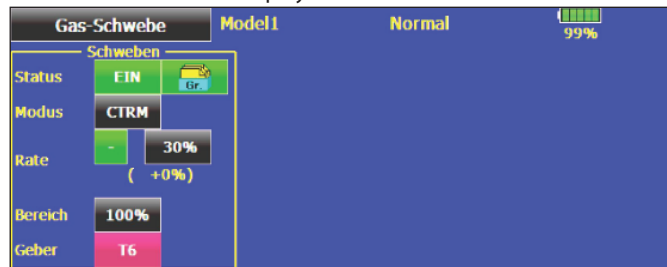 Gas-Schwebe Model1 Normal 99%
Schweben
Status EIN Gr.
Modus CTRM
Rate - 30%
( +0%)
Bereich 100%
Geber T6